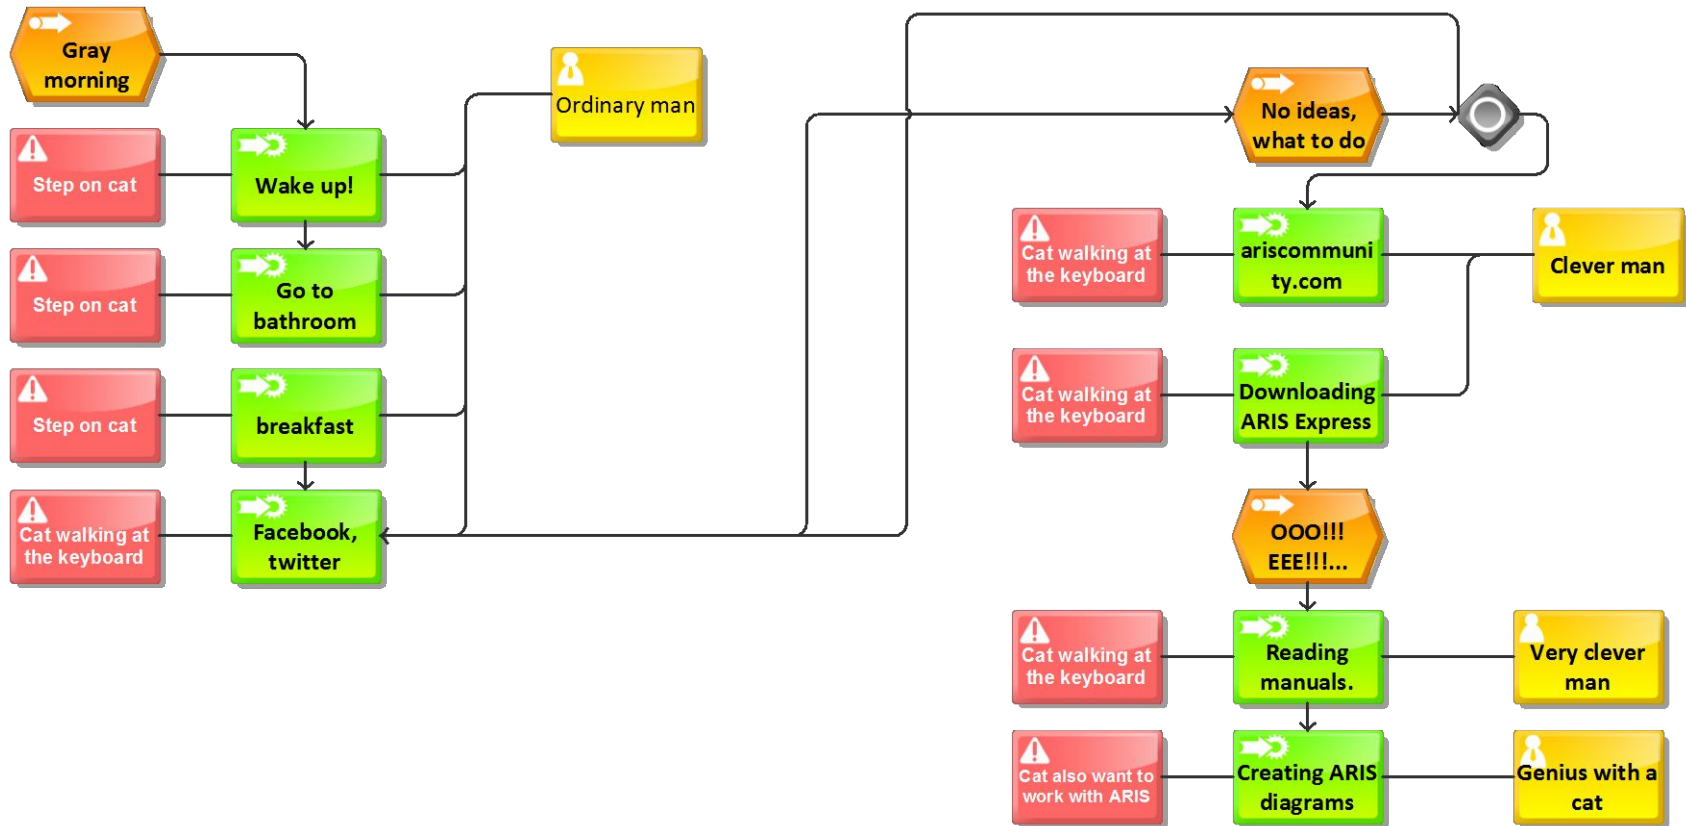 Gray
morning
Ordinary man
Step on cat
Wake up!
Step on cat
Go to
bathroom
Step on cat
breakfast
Cat walking at
the keyboard
Facebook,
twitter
No ideas,
what to do
Cat walking at
the keyboard
ariscommuni
ty.com
Clever man
Cat walking at
the keyboard
Downloading
ARIS Express
OOO!!!
EEE!!!...
Cat walking at
the keyboard
Reading
manuals.
Very clever
man
Cat also want to
work with ARIS
Creating ARIS
diagrams
Genius with a
cat